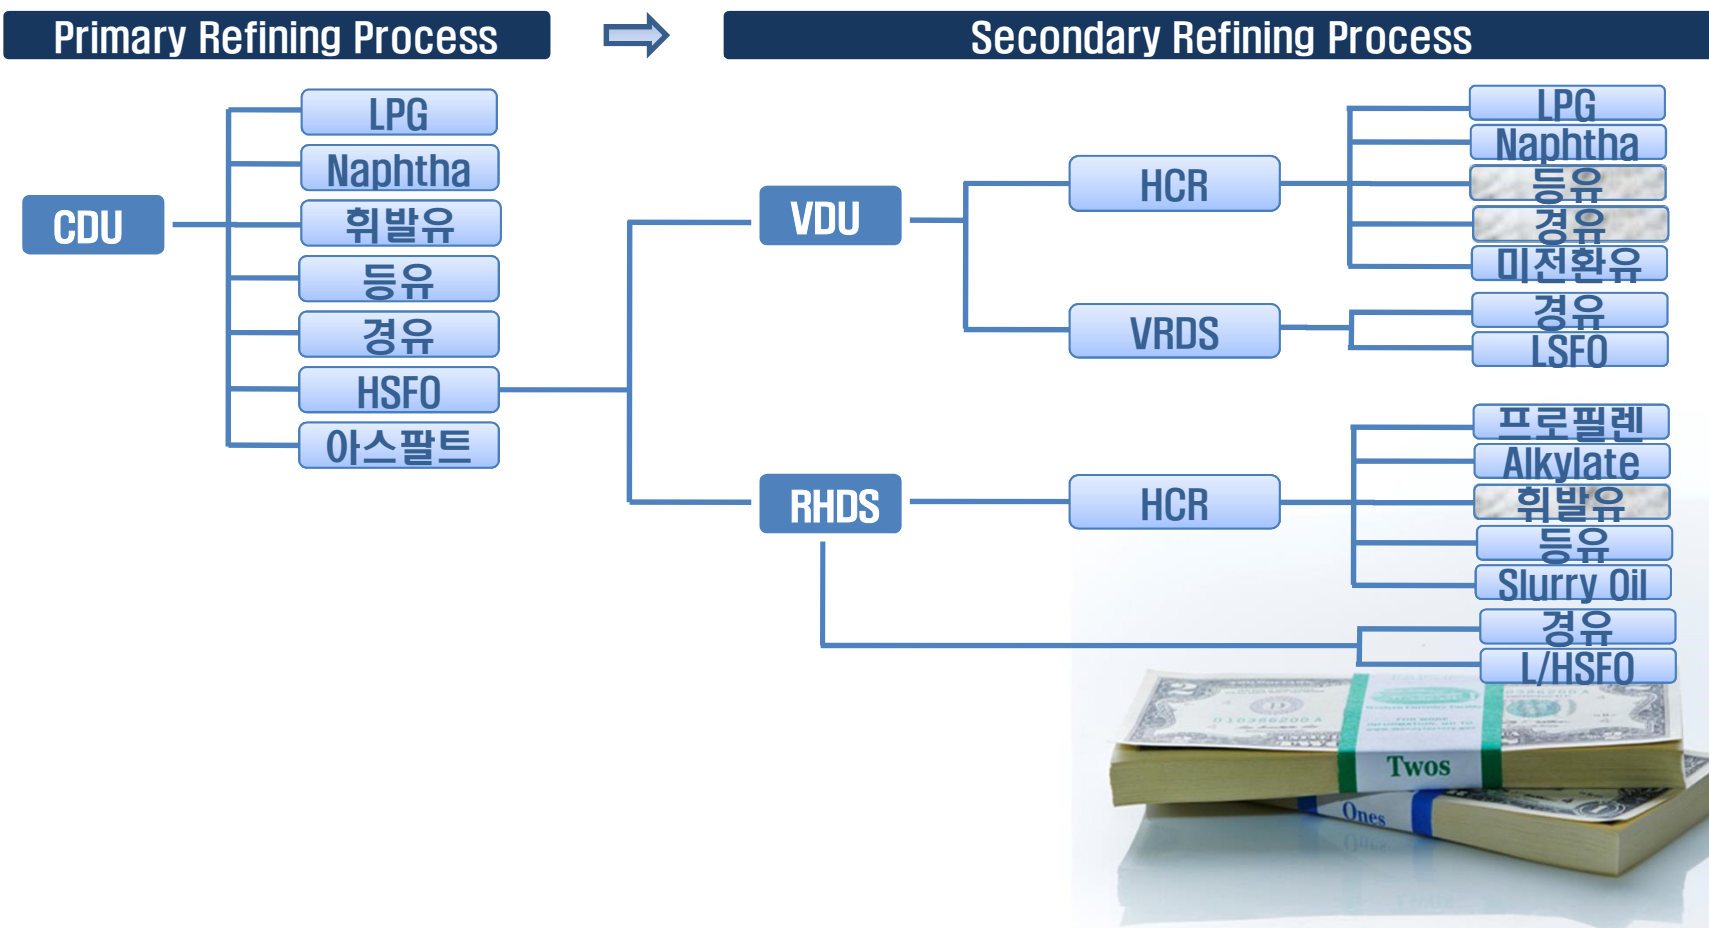 Primary Refining Process
Secondary Refining Process
CDU
LPG
Naphtha
휘발유
등유
경유
HSFO
아스팔트
VDU
HCR
LPG
Naphtha
등유
경유
미전환유
VRDS
경유
LSFO
RHDS
HCR
프로필렌
Alkylate
휘발유
등유
Slurry Oil
경유
L/HSFO
Twos
Ones